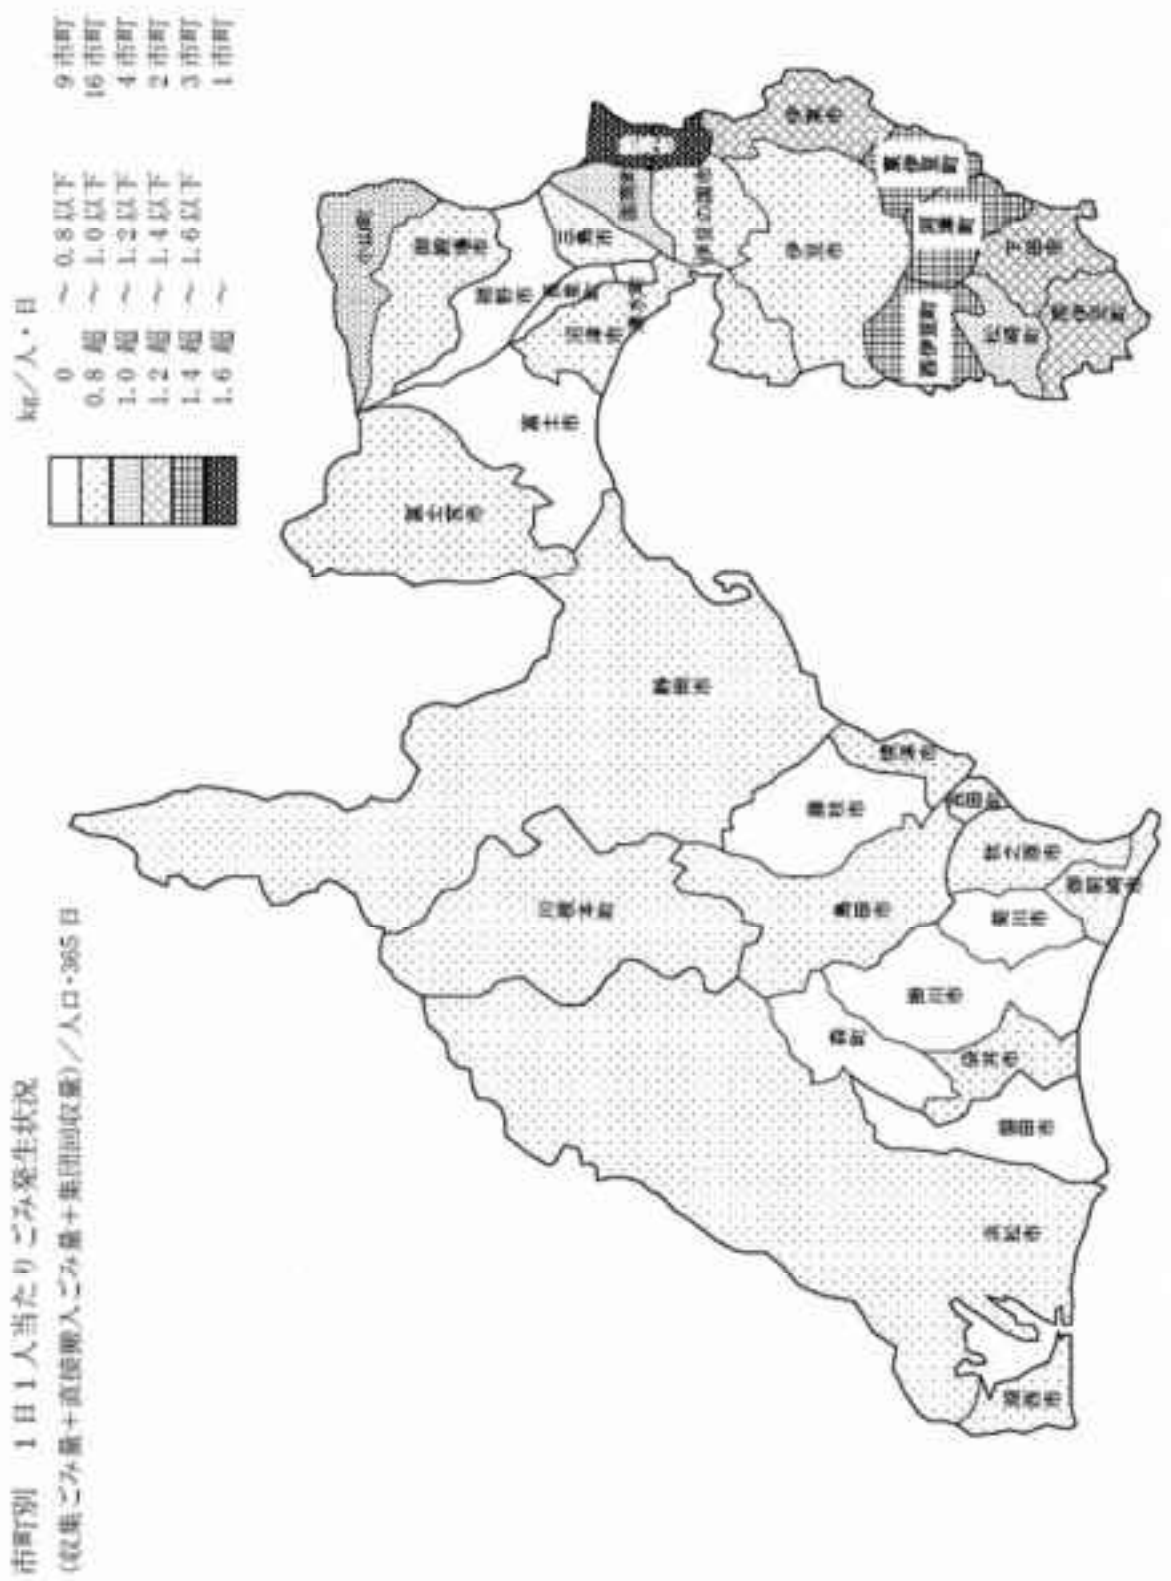 市町別　1日1人当たりごみ発生状況
(収集ごみ量＋直接搬入ごみ量＋集団回収量)／人口・365日
kg／人・日
0　～　0.8以下　9市町
0.8超　～　1.0以下　16市町
1.0超　～　1.2以下　4市町
1.2超　～　1.4以下　2市町
1.4超　～　1.6以下　3市町
1.6超　～　1市町
小山町
御殿場市
裾野市
長泉町
三島市
清水町
沼津市
富士市
富士宮市
伊豆の国市
伊豆市
伊東市
東伊豆町
河津町
下田市
南伊豆町
松崎町
西伊豆町
静岡市
焼津市
藤枝市
吉田町
牧之原市
御前崎市
島田市
川根本町
菊川市
掛川市
森町
袋井市
磐田市
浜松市
湖西市